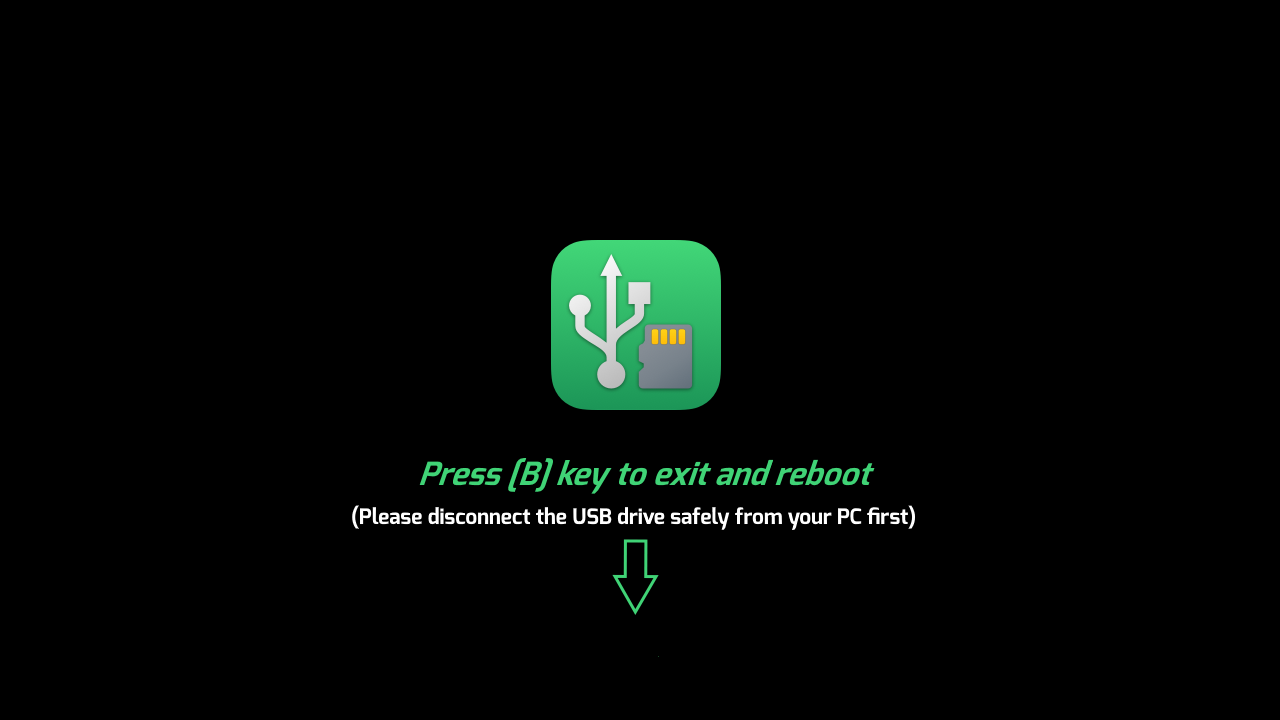 Press (B) key to exit and reboot
(Please disconnect the USB drive safely from your PC first)